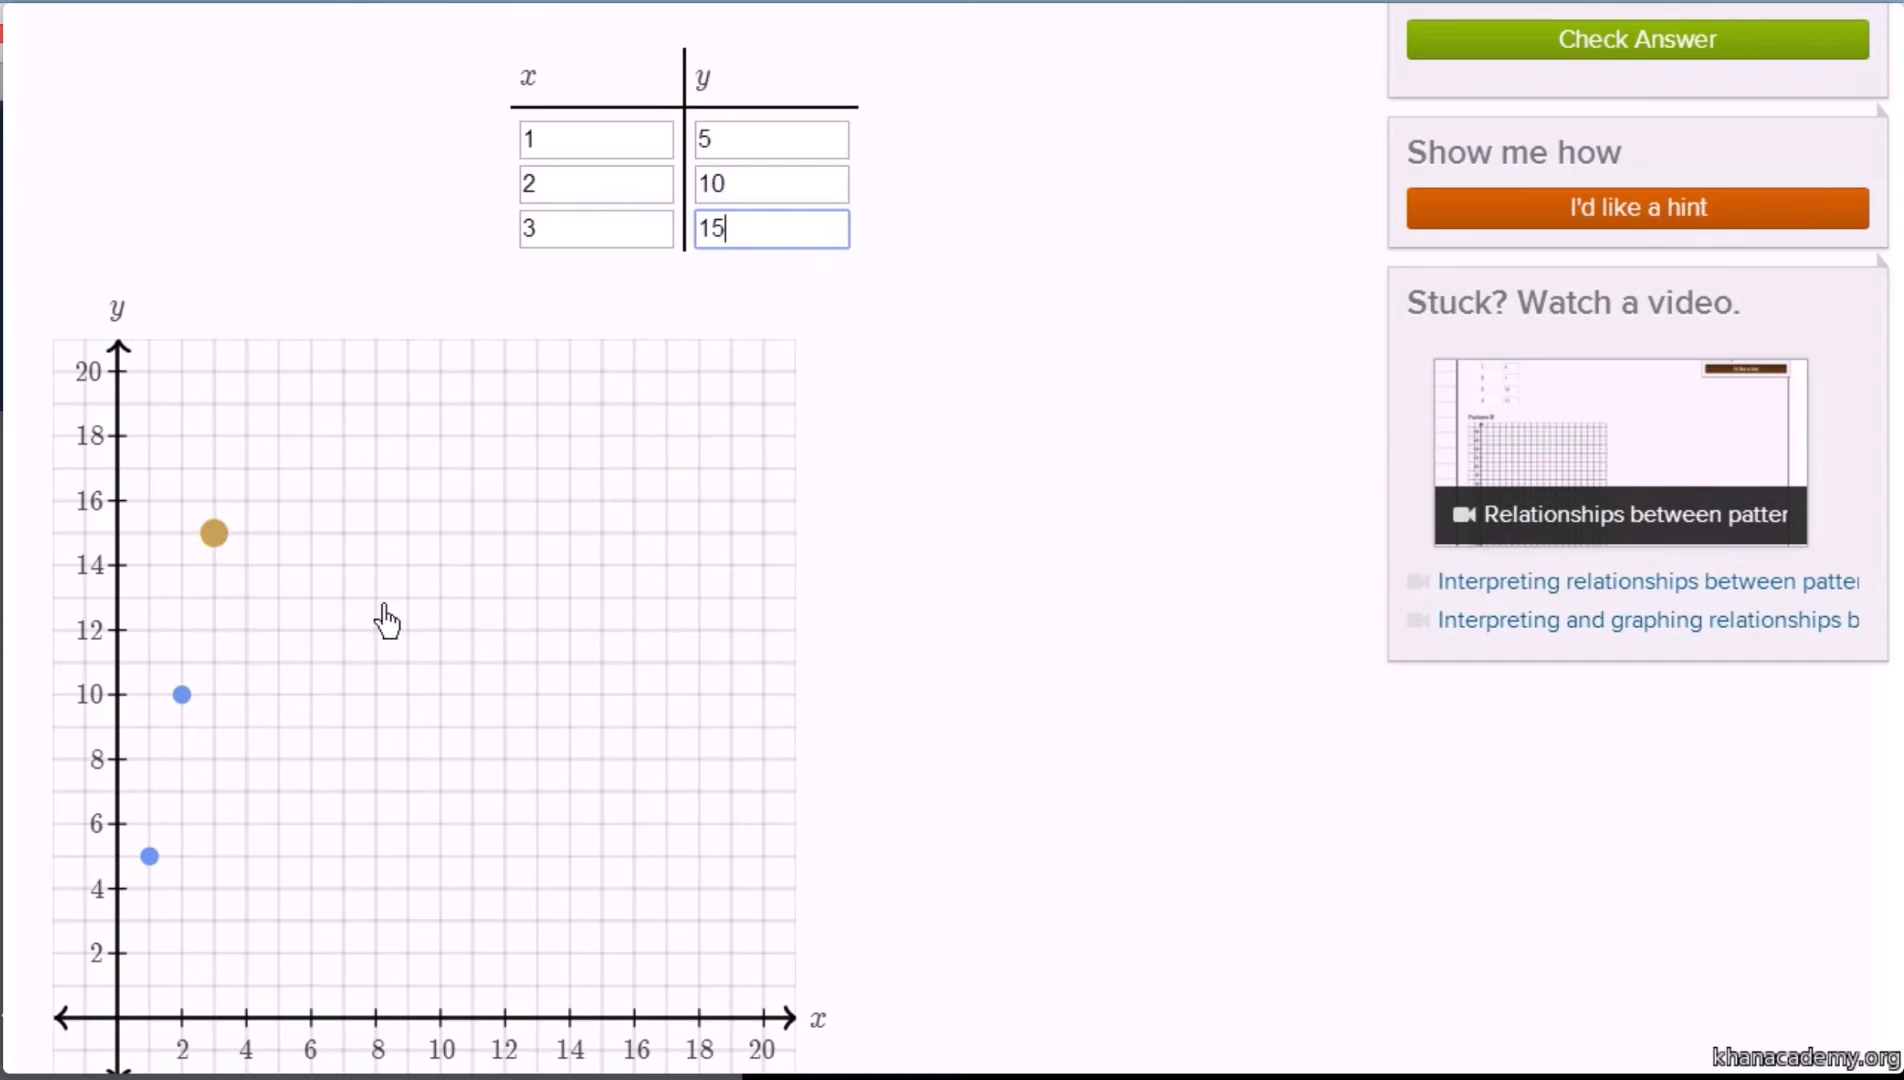 x y
1 5
2 10
3 15
y
20
18
16
14
12
10
8
6
4
2
x
2 4 6 8 10 12 14 16 18 20
Check Answer
Show me how
I'd like a hint
Stuck? Watch a video.
Relationships between patter
Interpreting relationships between patter
Interpreting and graphing relationships b
khanacademy.org